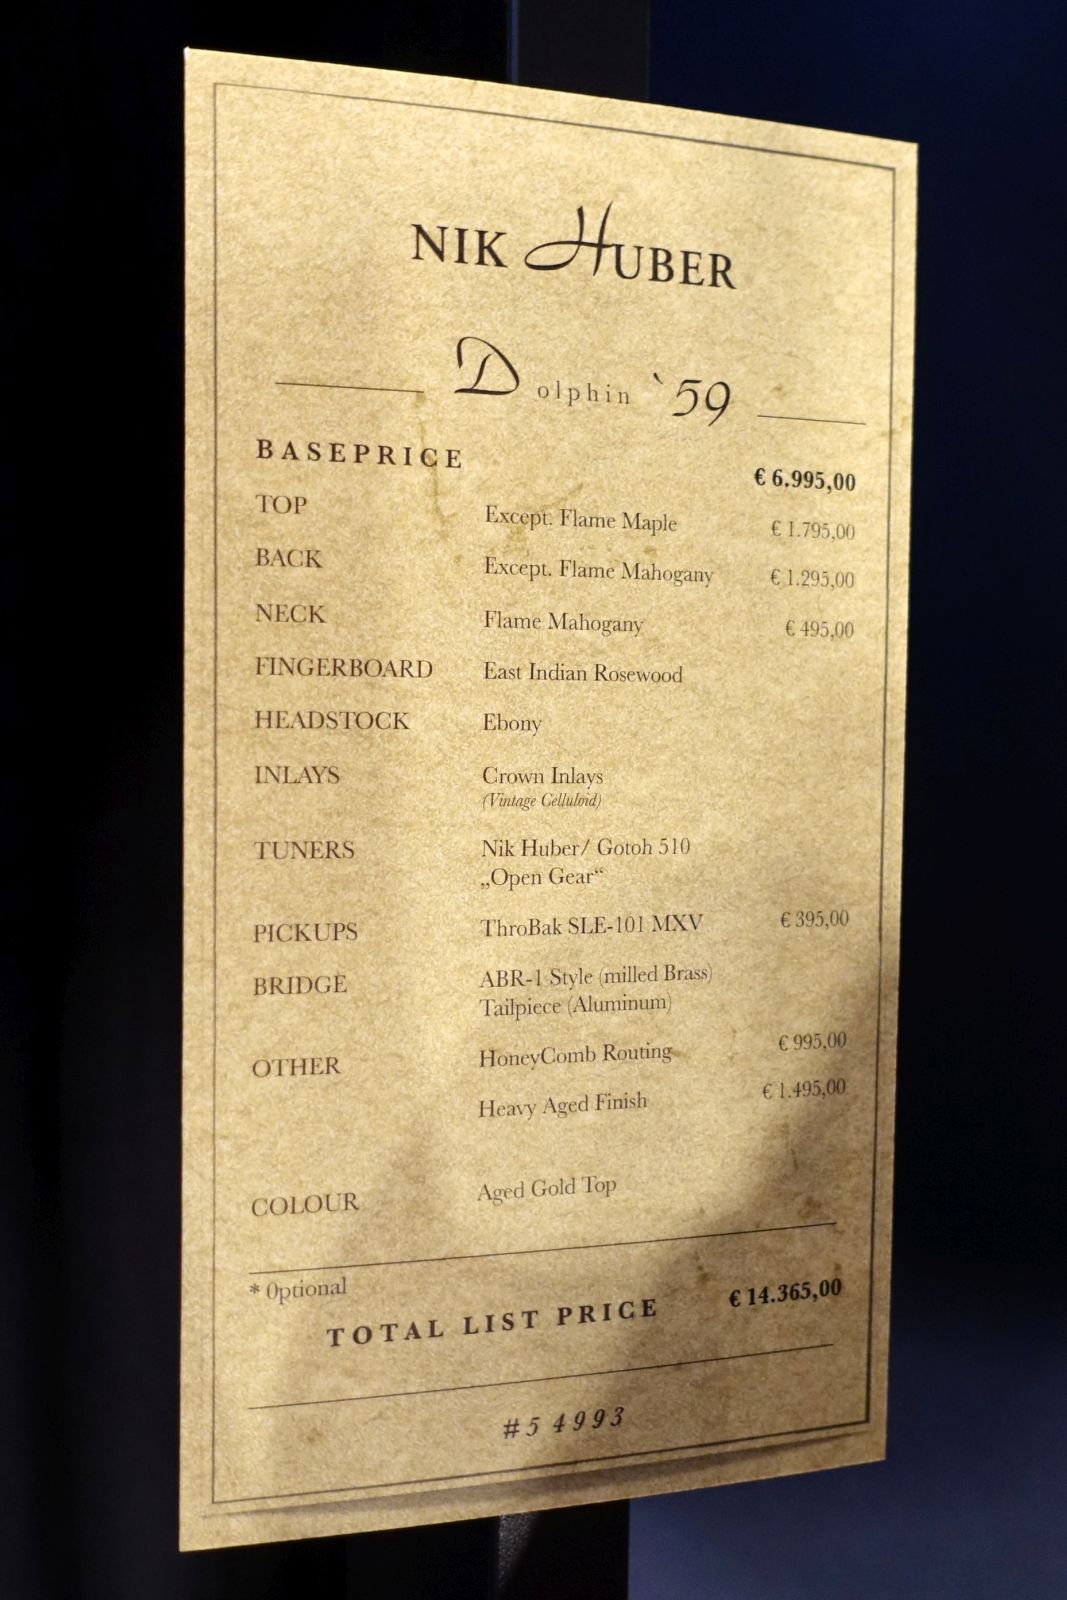 NIK HUBER
Dolphin `59
BASEPRICE € 6.995,00
TOP Except. Flame Maple € 1.795,00
BACK Except. Flame Mahogany € 1.295,00
NECK Flame Mahogany € 495,00
FINGERBOARD East Indian Rosewood
HEADSTOCK Ebony
INLAYS Crown Inlays
(Vintage Celluloid)
TUNERS Nik Huber/ Gotoh 510
„Open Gear“
PICKUPS ThroBak SLE-101 MXV € 395,00
BRIDGE ABR-1 Style (milled Brass)
Tailpiece (Aluminum)
OTHER HoneyComb Routing € 995,00
Heavy Aged Finish € 1.495,00
COLOUR Aged Gold Top
* Optional
TOTAL LIST PRICE € 14.365,00
#5 4993